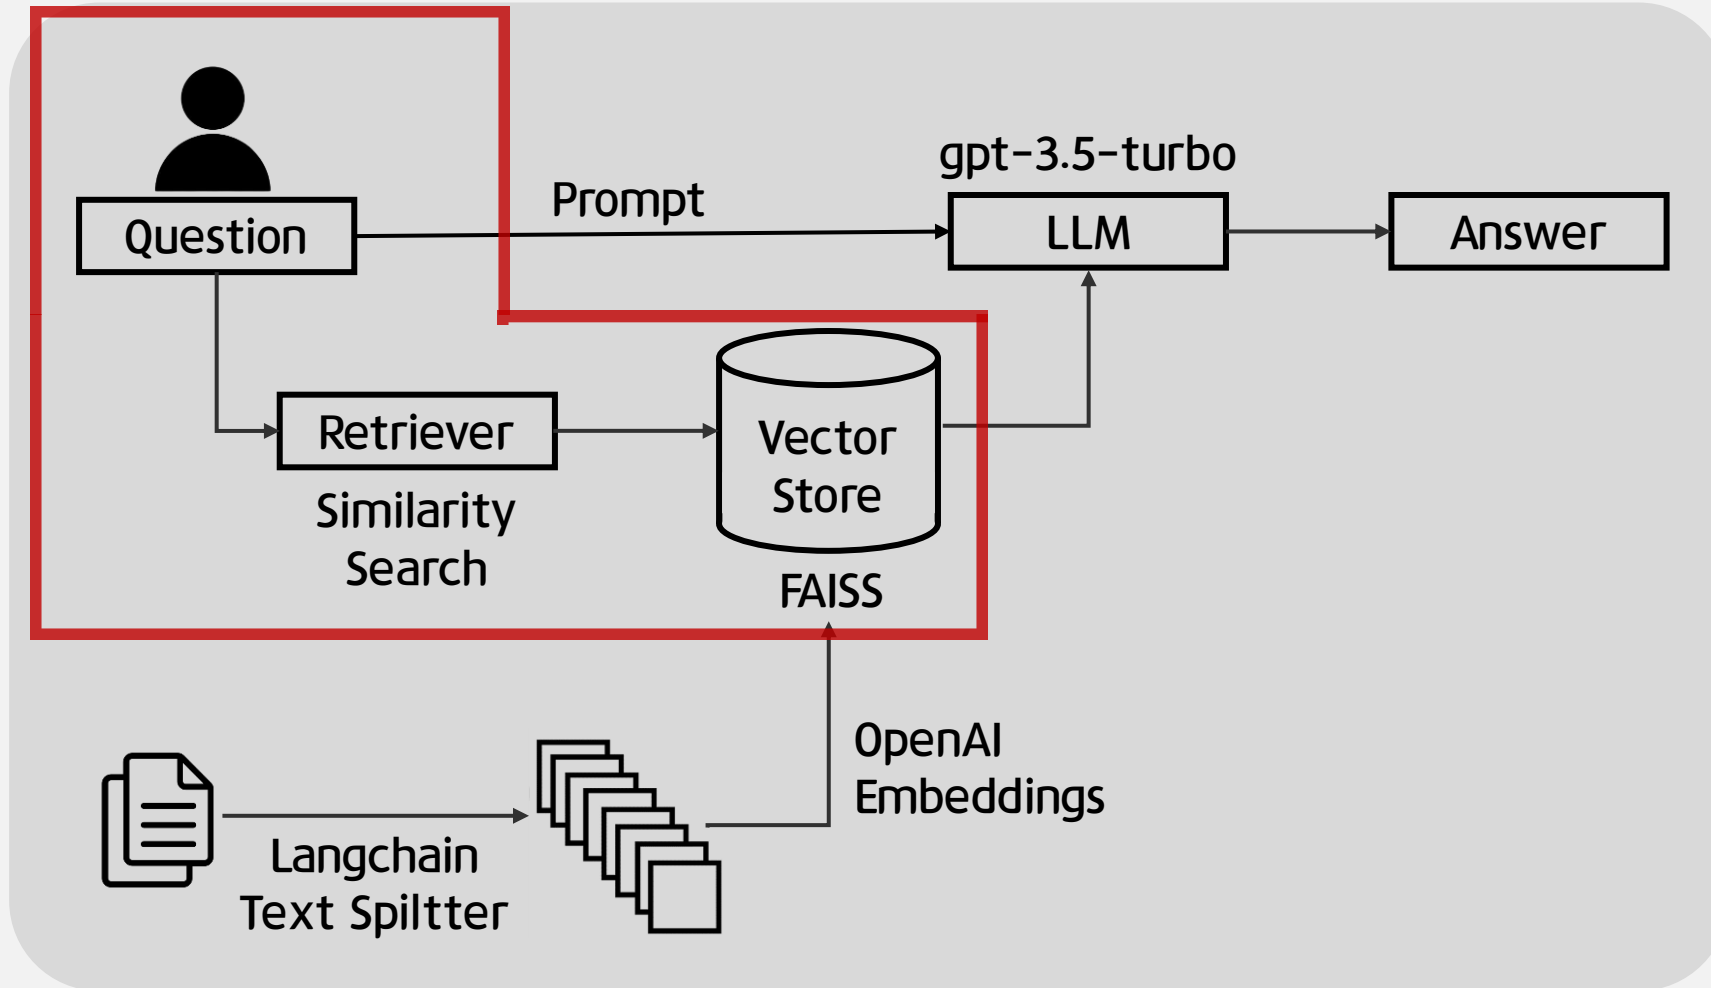 gpt-3.5-turbo
Prompt
Question
LLM
Answer
Retriever
Similarity
Search
Vector
Store
FAISS
OpenAI
Embeddings
Langchain
Text Spiltter